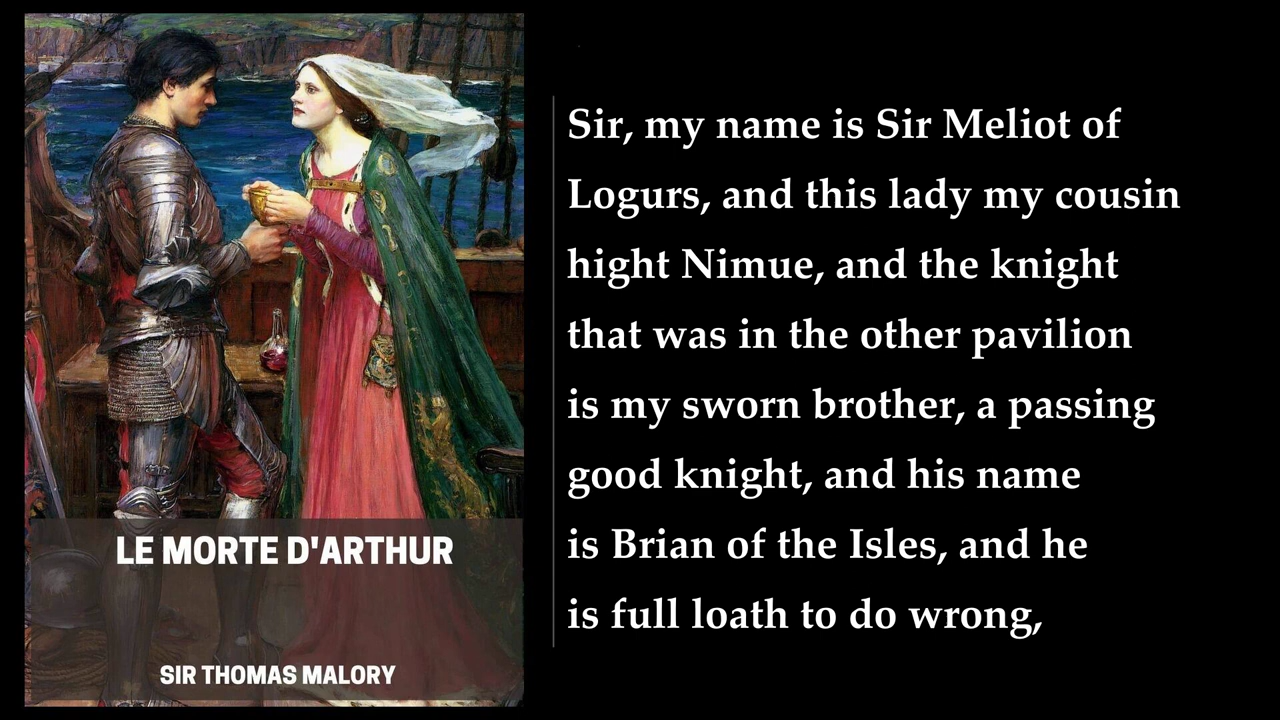 LE MORTE D'ARTHUR
SIR THOMAS MALORY
Sir, my name is Sir Meliot of
Logurs, and this lady my cousin
hight Nimue, and the knight
that was in the other pavilion
is my sworn brother, a passing
good knight, and his name
is Brian of the Isles, and he
is full loath to do wrong,